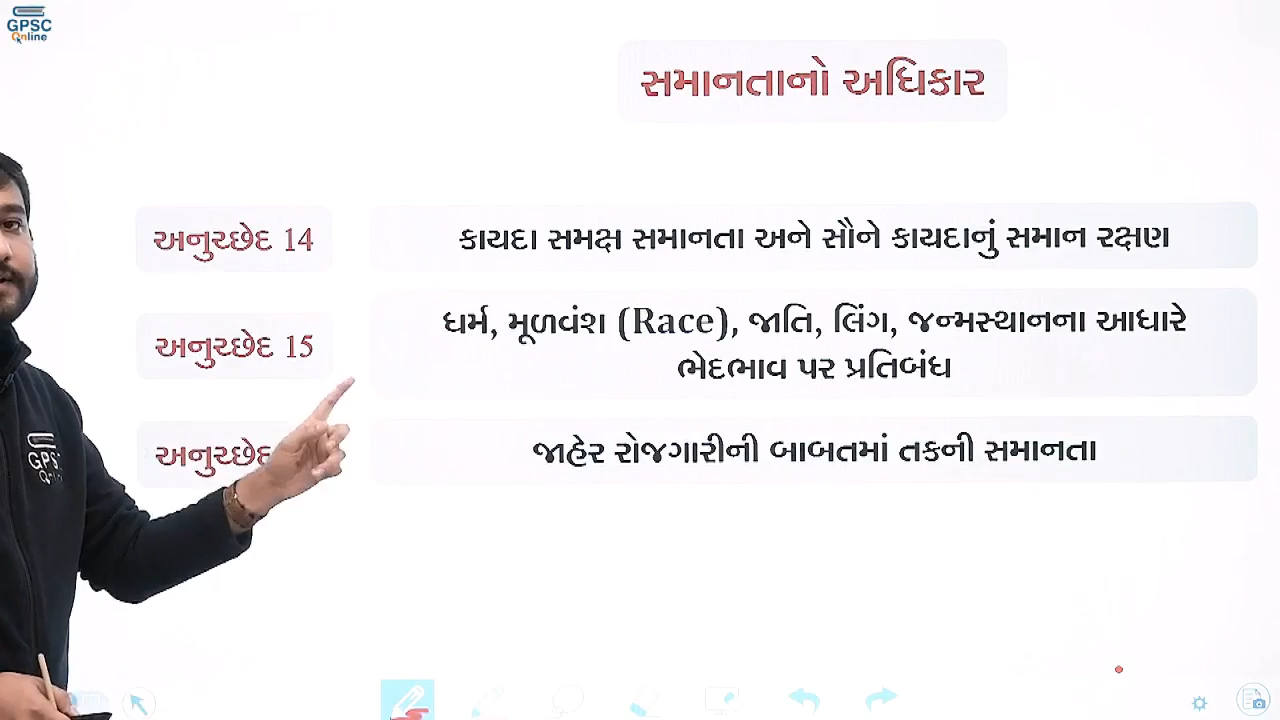 GPSC
Online
સમાનતાનો અધિકાર
અનુચ્છેદ 14
કાયદા સમક્ષ સમાનતા અને સૌને કાયદાનું સમાન રક્ષણ
અનુચ્છેદ 15
ધર્મ, મૂળવંશ (Race), જાતિ, લિંગ, જન્મસ્થાનના આધારે
ભેદભાવ પર પ્રતિબંધ
અનુચ્છેદ
જાહેર રોજગારીની બાબતમાં તકની સમાનતા
GPSC